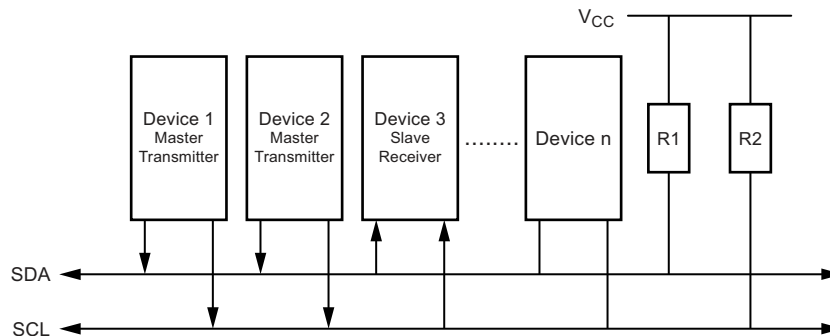 V_CC
Device 1
Master
Transmitter
Device 2
Master
Transmitter
Device 3
Slave
Receiver
........
Device n
R1
R2
SDA
SCL